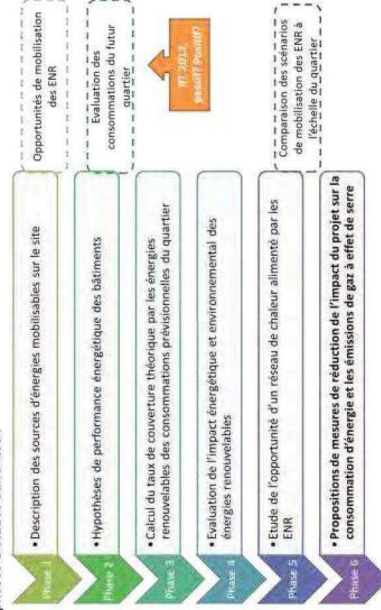 Phase 1
• Description des sources d'énergies mobilisables sur le site
Opportunités de mobilisation
des ENR
Phase 2
• Hypothèses de performance énergétique des bâtiments
Evaluation des
consommations du futur
quartier
RT 2012,
passif? Positif?
Phase 3
• Calcul du taux de couverture théorique par les énergies
renouvelables des consommations prévisionnelles du quartier
Phase 4
• Evaluation de l'impact énergétique et environnemental des
énergies renouvelables
Phase 5
• Etude de l'opportunité d'un réseau de chaleur alimenté par les
ENR
Comparaison des scénarios
de mobilisation des ENR à
l'échelle du quartier
Phase 6
• Propositions de mesures de réduction de l'impact du projet sur la
consommation d'énergie et les émissions de gaz à effet de serre